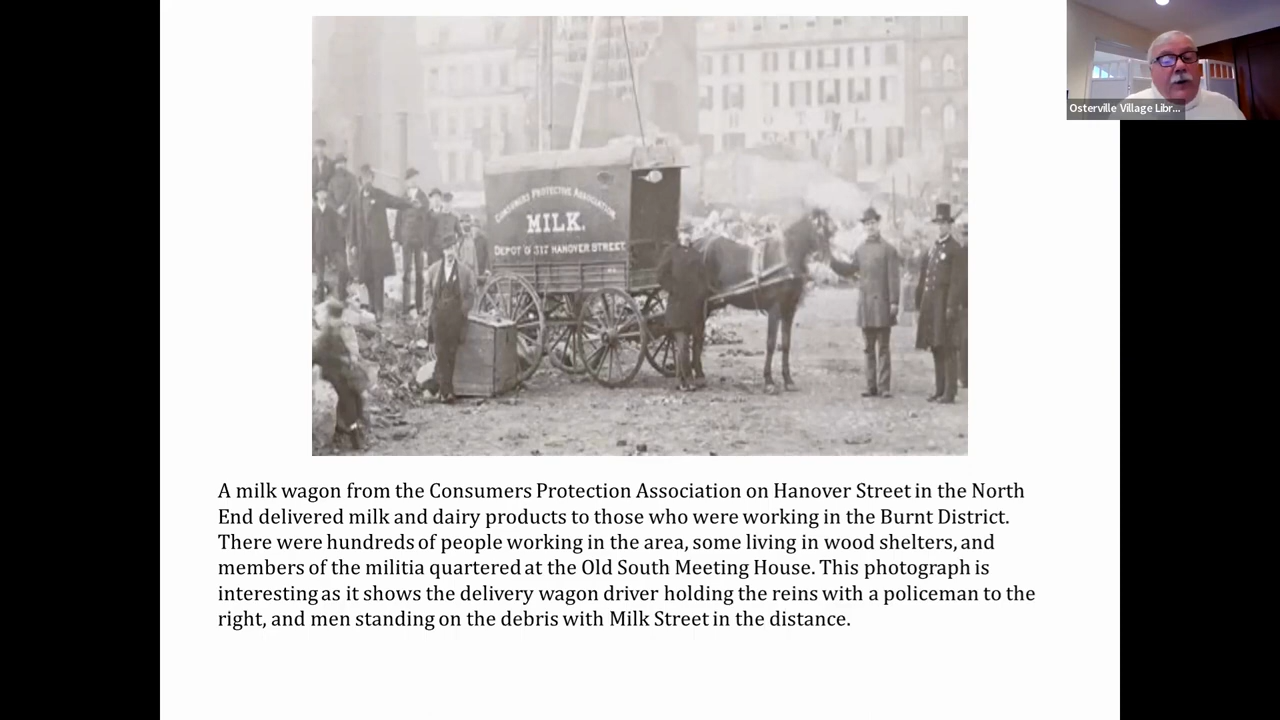 CONSUMERS PROTECTIVE ASSOCIATION.
MILK.
DEPOT 317 HANOVER STREET.
Osterville Village Libr...
A milk wagon from the Consumers Protection Association on Hanover Street in the North
End delivered milk and dairy products to those who were working in the Burnt District.
There were hundreds of people working in the area, some living in wood shelters, and
members of the militia quartered at the Old South Meeting House. This photograph is
interesting as it shows the delivery wagon driver holding the reins with a policeman to the
right, and men standing on the debris with Milk Street in the distance.